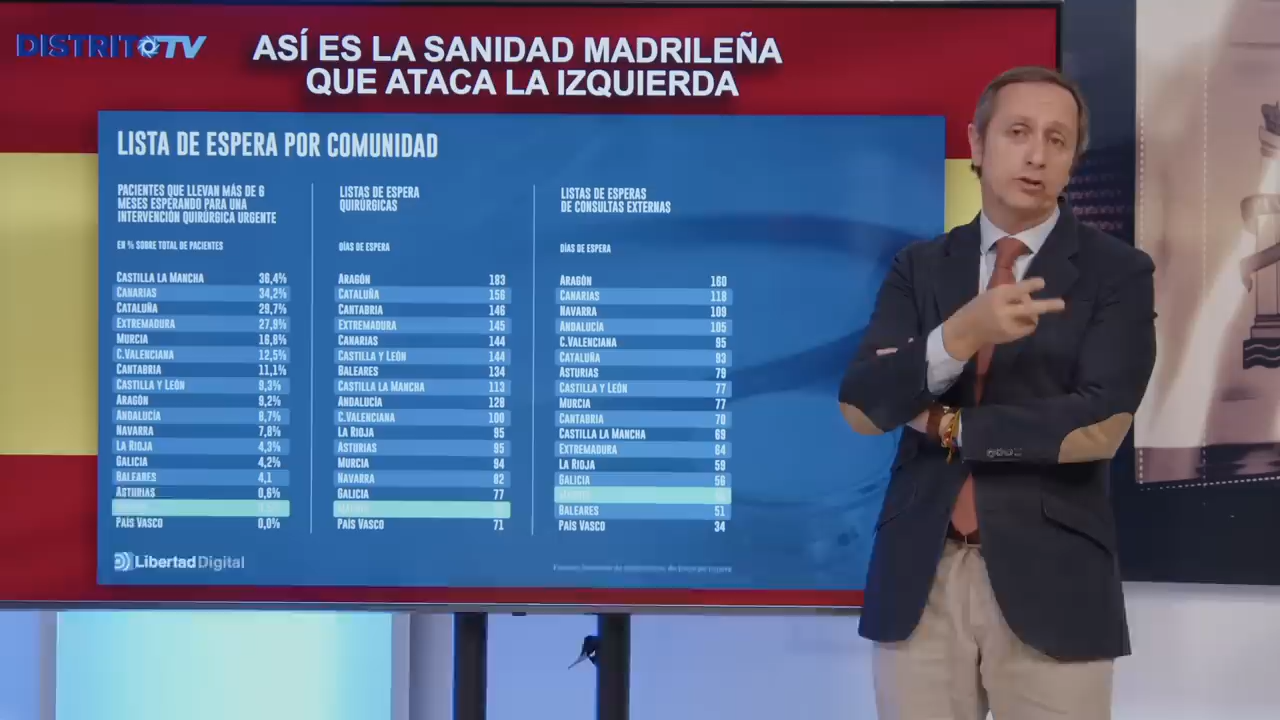 DISTRITO TV
ASÍ ES LA SANIDAD MADRILEÑA
QUE ATACA LA IZQUIERDA
LISTA DE ESPERA POR COMUNIDAD
PACIENTES QUE LLEVAN MÁS DE 6
MESES ESPERANDO PARA UNA
INTERVENCIÓN QUIRÚRGICA URGENTE
EN % SOBRE TOTAL DE PACIENTES
CASTILLA LA MANCHA 36,4%
CANARIAS 34,2%
CATALUÑA 29,7%
EXTREMADURA 27,9%
MURCIA 16,8%
C.VALENCIANA 12,5%
CANTABRIA 11,1%
CASTILLA Y LEÓN 9,3%
ARAGÓN 9,2%
ANDALUCÍA 8,7%
NAVARRA 7,8%
LA RIOJA 4,3%
GALICIA 4,2%
BALEARES 4,1
ASTURIAS 0,6%
PAÍS VASCO 0,0%
LISTAS DE ESPERA
QUIRÚRGICAS
DÍAS DE ESPERA
ARAGÓN 183
CATALUÑA 156
CANTABRIA 146
EXTREMADURA 145
CANARIAS 144
CASTILLA Y LEÓN 144
BALEARES 134
CASTILLA LA MANCHA 113
ANDALUCÍA 128
C.VALENCIANA 100
LA RIOJA 95
ASTURIAS 95
MURCIA 94
NAVARRA 82
GALICIA 77
PAÍS VASCO 71
LISTAS DE ESPERAS
DE CONSULTAS EXTERNAS
DÍAS DE ESPERA
ARAGÓN 160
CANARIAS 118
NAVARRA 109
ANDALUCÍA 105
C.VALENCIANA 95
CATALUÑA 93
ASTURIAS 79
CASTILLA Y LEÓN 77
MURCIA 77
CANTABRIA 70
CASTILLA LA MANCHA 69
EXTREMADURA 64
LA RIOJA 59
GALICIA 56
BALEARES 51
PAÍS VASCO 34
Libertad Digital